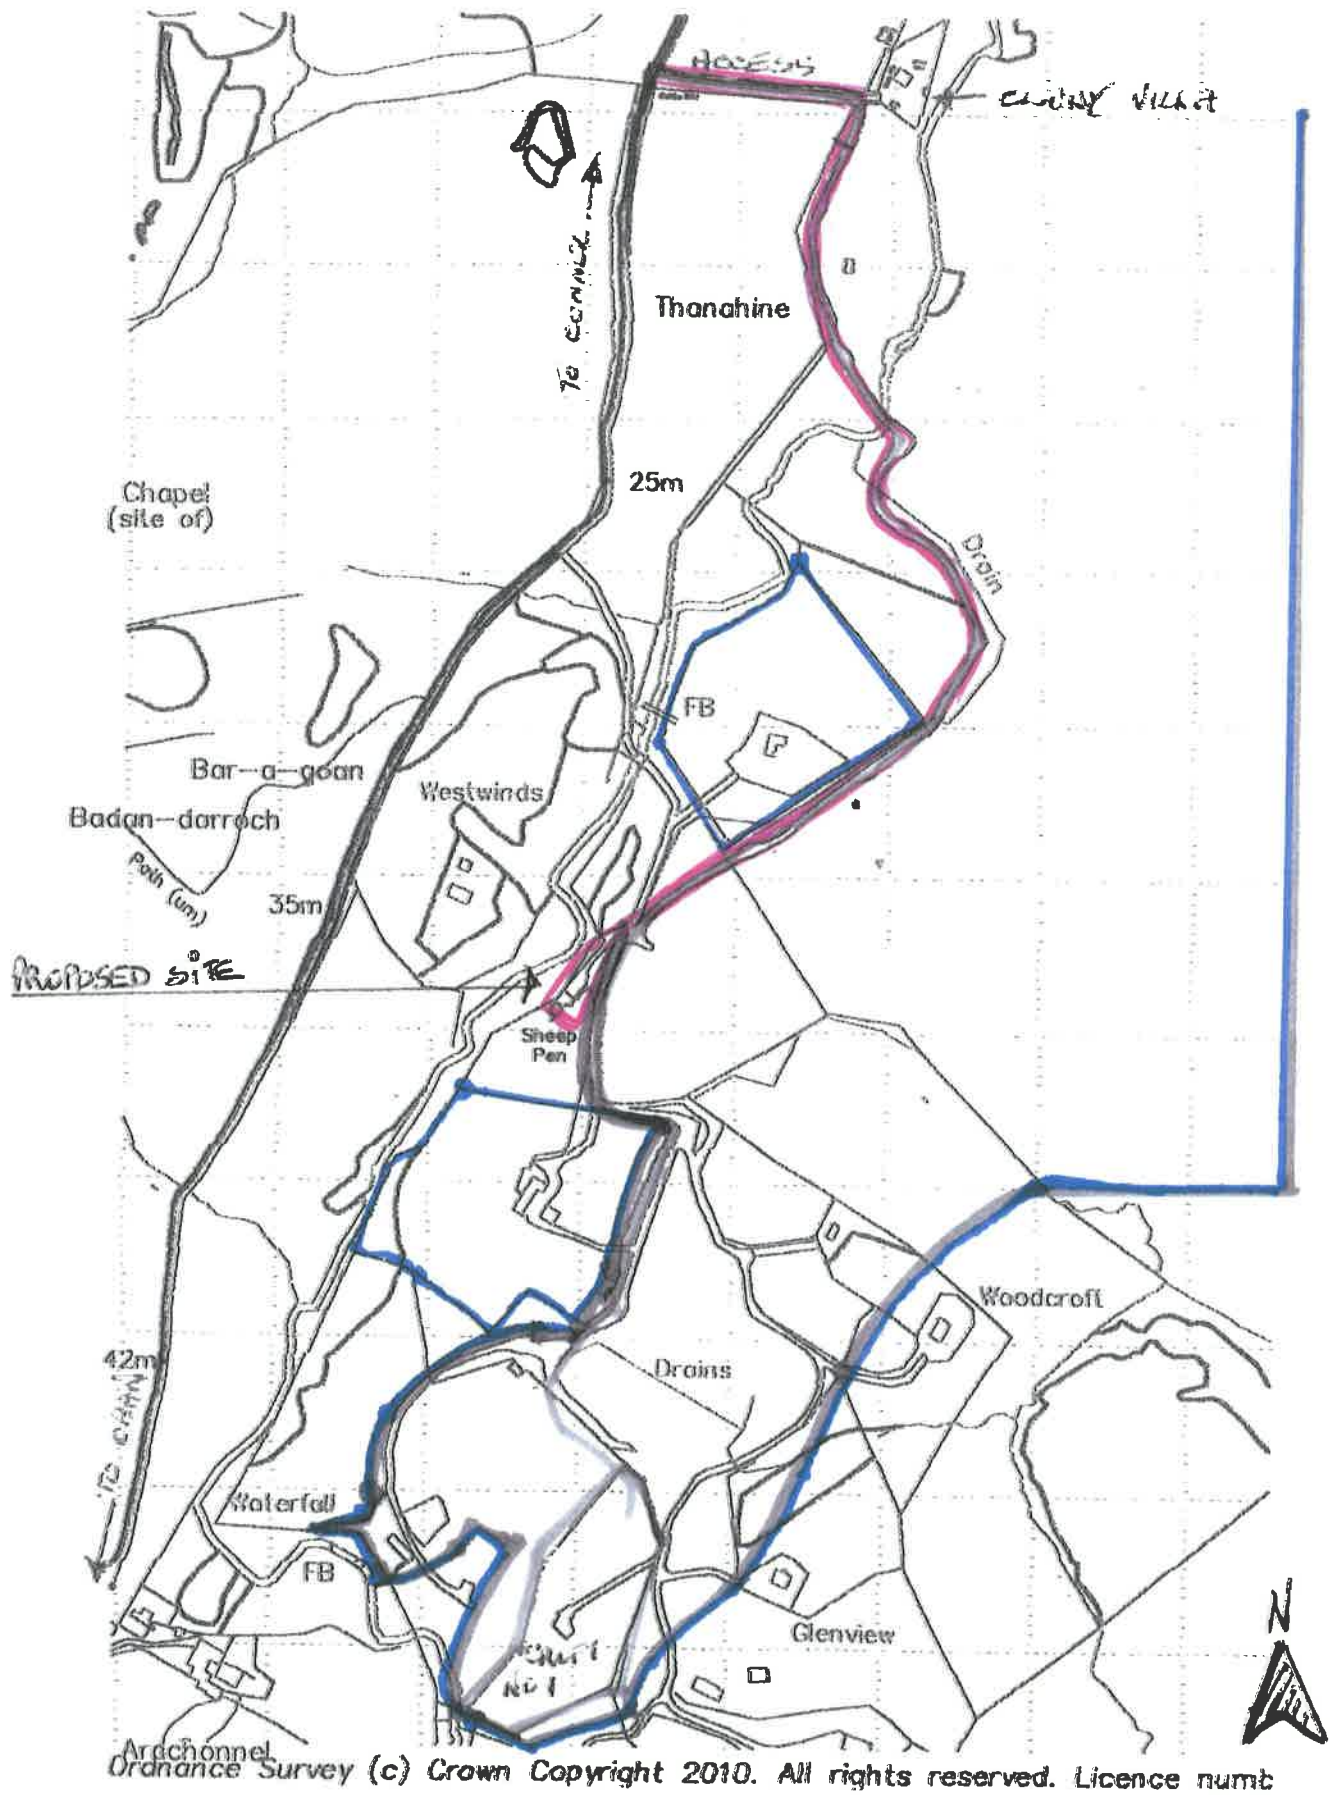 ACCESS
CLUNY VILLA
TO CONNEL
Thanahine
25m
Chapel
(site of)
Drain
FB
Bar-a-goan
Westwinds
Badan-darroch
Path (um)
35m
PROPOSED SITE
Sheep
Pen
Woodcroft
42m
Drains
TO OBAN
Waterfall
FB
Glenview
CROFT
NO 1
N
Ardchonnel
Ordnance Survey (c) Crown Copyright 2010. All rights reserved. Licence numb